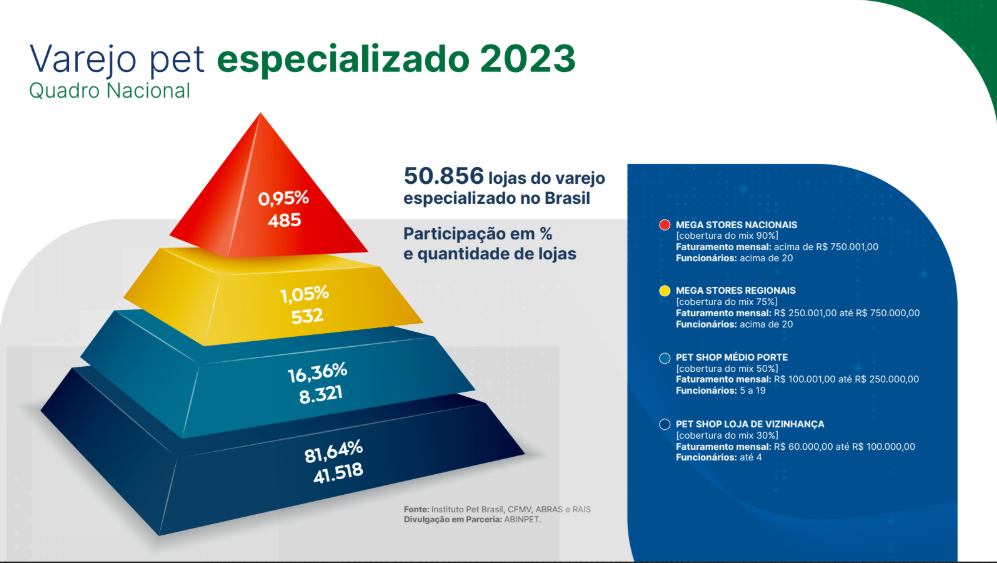 Varejo pet especializado 2023
Quadro Nacional
0,95%
485
1,05%
532
16,36%
8.321
81,64%
41.518
50.856 lojas do varejo
especializado no Brasil
Participação em %
e quantidade de lojas
MEGA STORES NACIONAIS
[cobertura do mix 90%]
Faturamento mensal: acima de R$ 750.001,00
Funcionários: acima de 20
MEGA STORES REGIONAIS
[cobertura do mix 75%]
Faturamento mensal: R$ 250.001,00 até R$ 750.000,00
Funcionários: acima de 20
PET SHOP MÉDIO PORTE
[cobertura do mix 50%]
Faturamento mensal: R$ 100.001,00 até R$ 250.000,00
Funcionários: 5 a 19
PET SHOP LOJA DE VIZINHANÇA
[cobertura do mix 30%]
Faturamento mensal: R$ 60.000,00 até R$ 100.000,00
Funcionários: até 4
Fonte: Instituto Pet Brasil, CFMV, ABRAS e RAIS
Divulgação em Parceria: ABINPET.